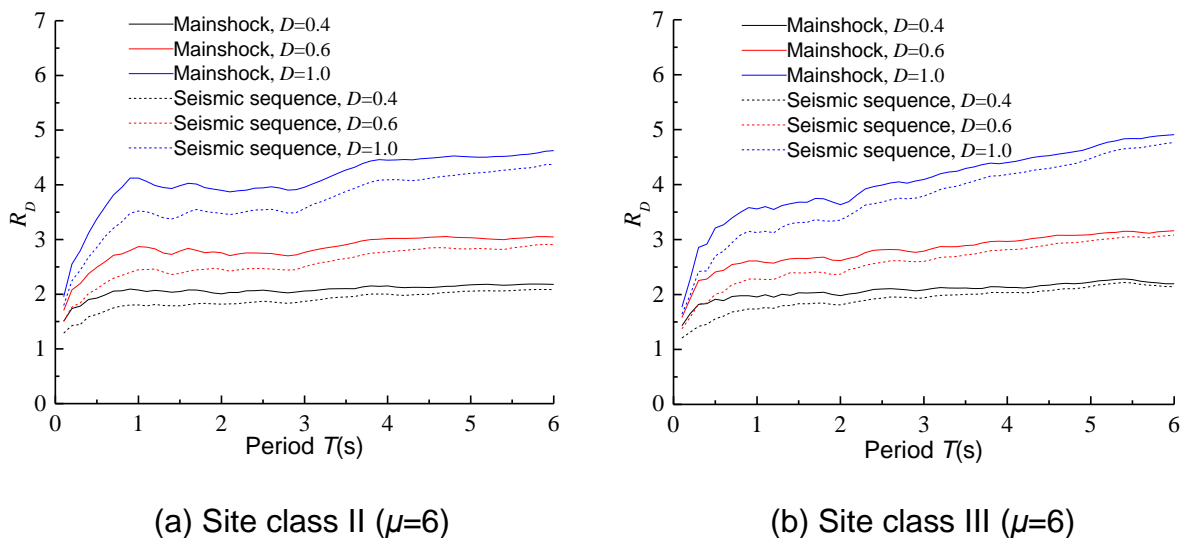 7
6
5
4
3
2
1
0
R_D
Mainshock, D=0.4
Mainshock, D=0.6
Mainshock, D=1.0
Seismic sequence, D=0.4
Seismic sequence, D=0.6
Seismic sequence, D=1.0
0 1 2 3 4 5 6
Period T(s)
(a) Site class II (μ=6)
7
6
5
4
3
2
1
0
R_D
Mainshock, D=0.4
Mainshock, D=0.6
Mainshock, D=1.0
Seismic sequence, D=0.4
Seismic sequence, D=0.6
Seismic sequence, D=1.0
0 1 2 3 4 5 6
Period T(s)
(b) Site class III (μ=6)